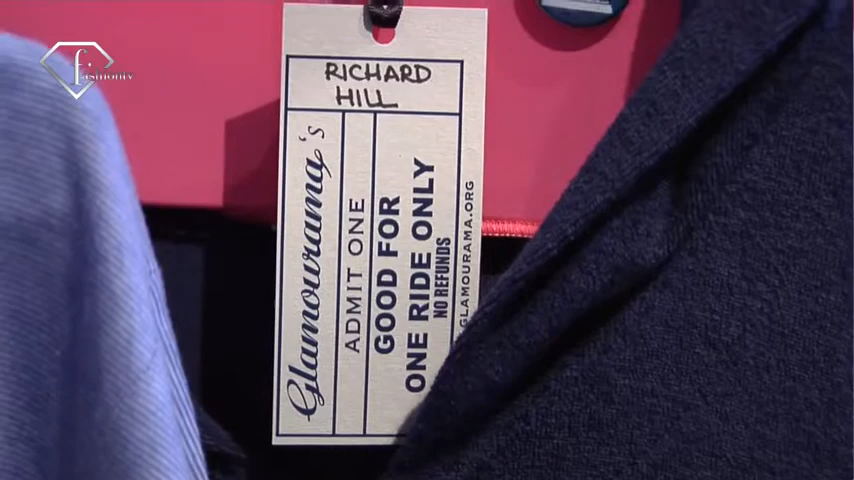 fashiontv
RICHARD
HILL
Glamourama's
ADMIT ONE
GOOD FOR
ONE RIDE ONLY
NO REFUNDS
GLAMOURAMA.ORG